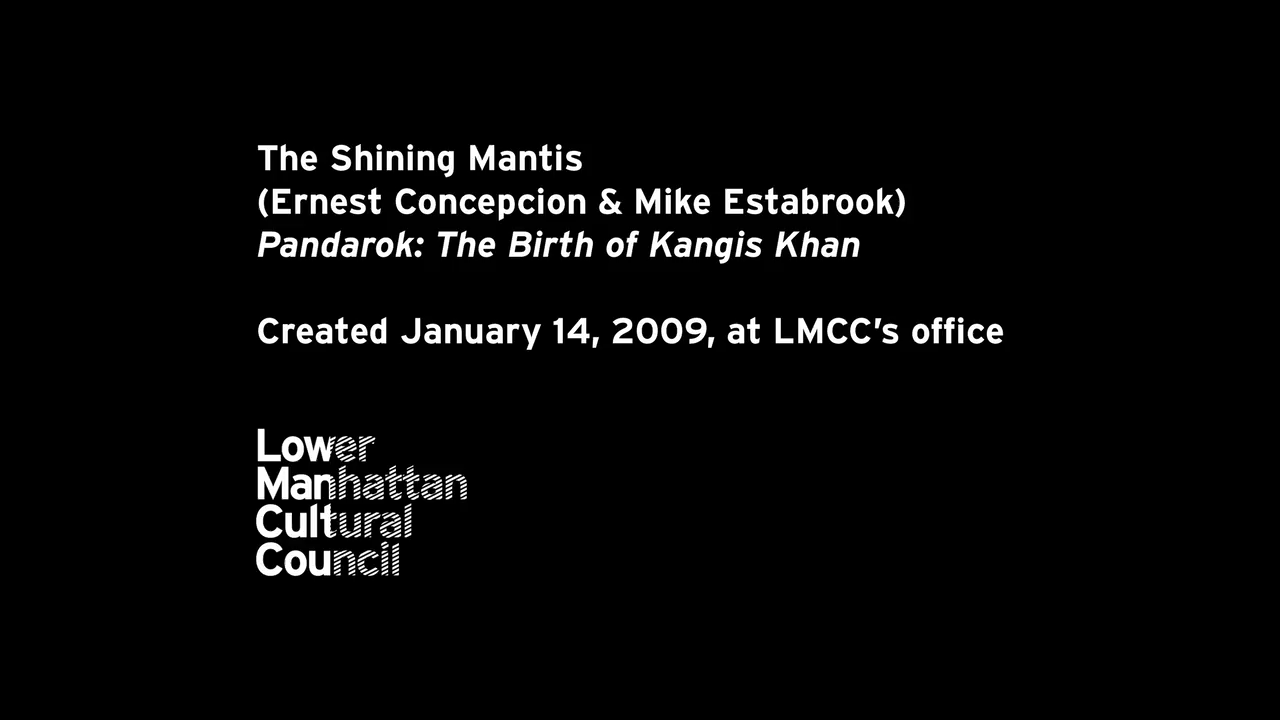 The Shining Mantis
(Ernest Concepcion & Mike Estabrook)
Pandarok: The Birth of Kangis Khan
Created January 14, 2009, at LMCC’s office
Lower
Manhattan
Cultural
Council